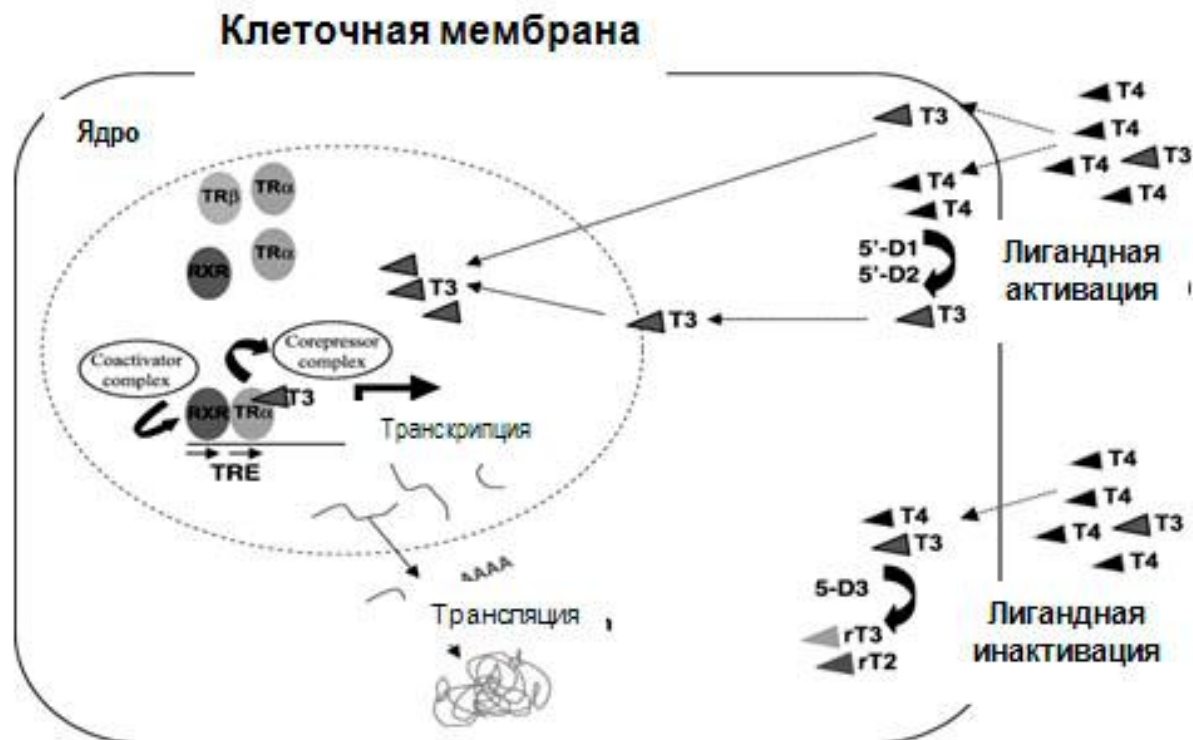 Клеточная мембрана
Ядро
TRβ
TRα
TRα
RXR
T3
Coactivator
complex
Corepressor
complex
RXR
TRα
T3
TRE
Транскрипция
AAAA
Трансляция
T3
T3
T4
T4
5'-D1
5'-D2
T3
T4
T4
T4
T3
T4
Лигандная
активация
T4
T3
5-D3
rT3
rT2
T4
T4
T4
T3
T4
Лигандная
инактивация